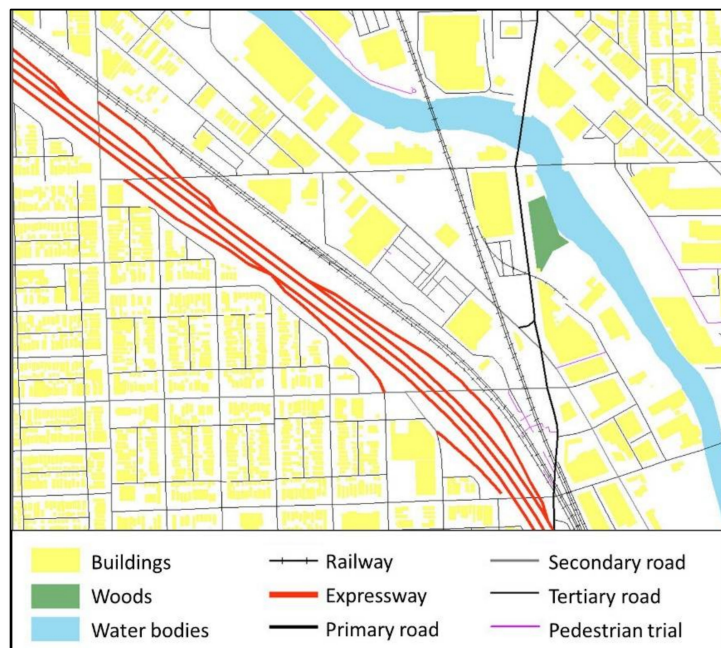 Buildings
Railway
Secondary road
Woods
Expressway
Tertiary road
Water bodies
Primary road
Pedestrian trial